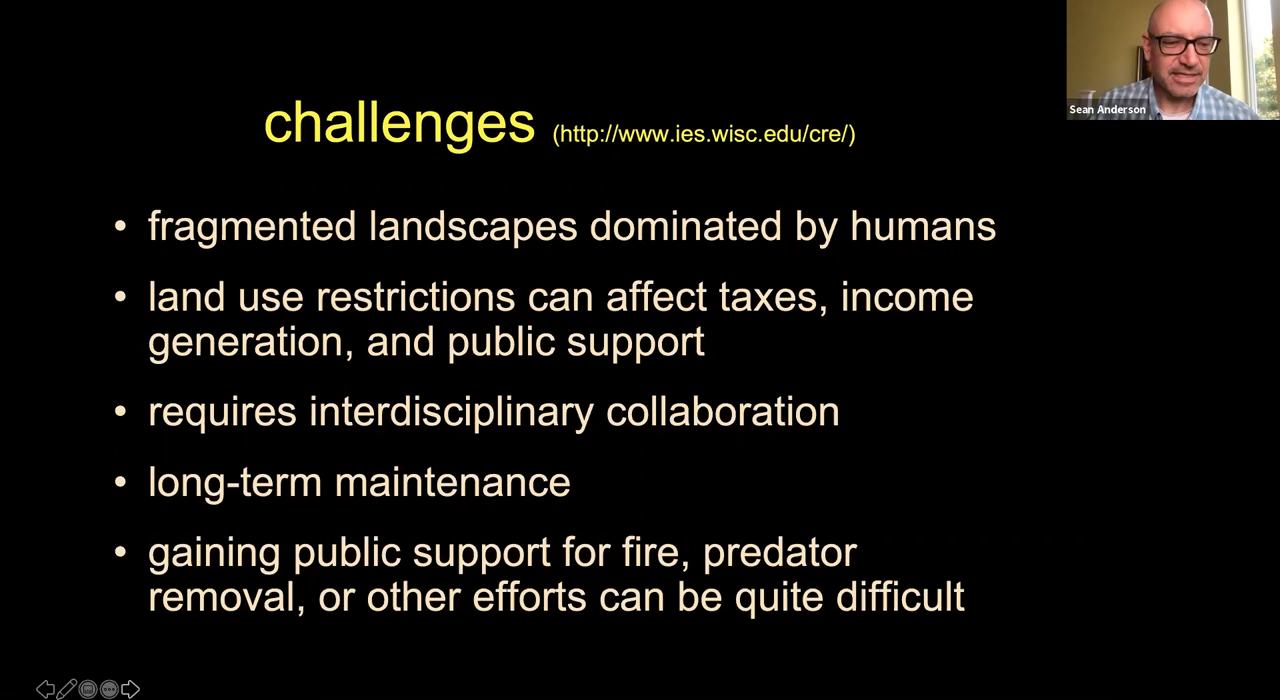 Sean Anderson
challenges (http://www.ies.wisc.edu/cre/)
• fragmented landscapes dominated by humans
• land use restrictions can affect taxes, income
generation, and public support
• requires interdisciplinary collaboration
• long-term maintenance
• gaining public support for fire, predator
removal, or other efforts can be quite difficult